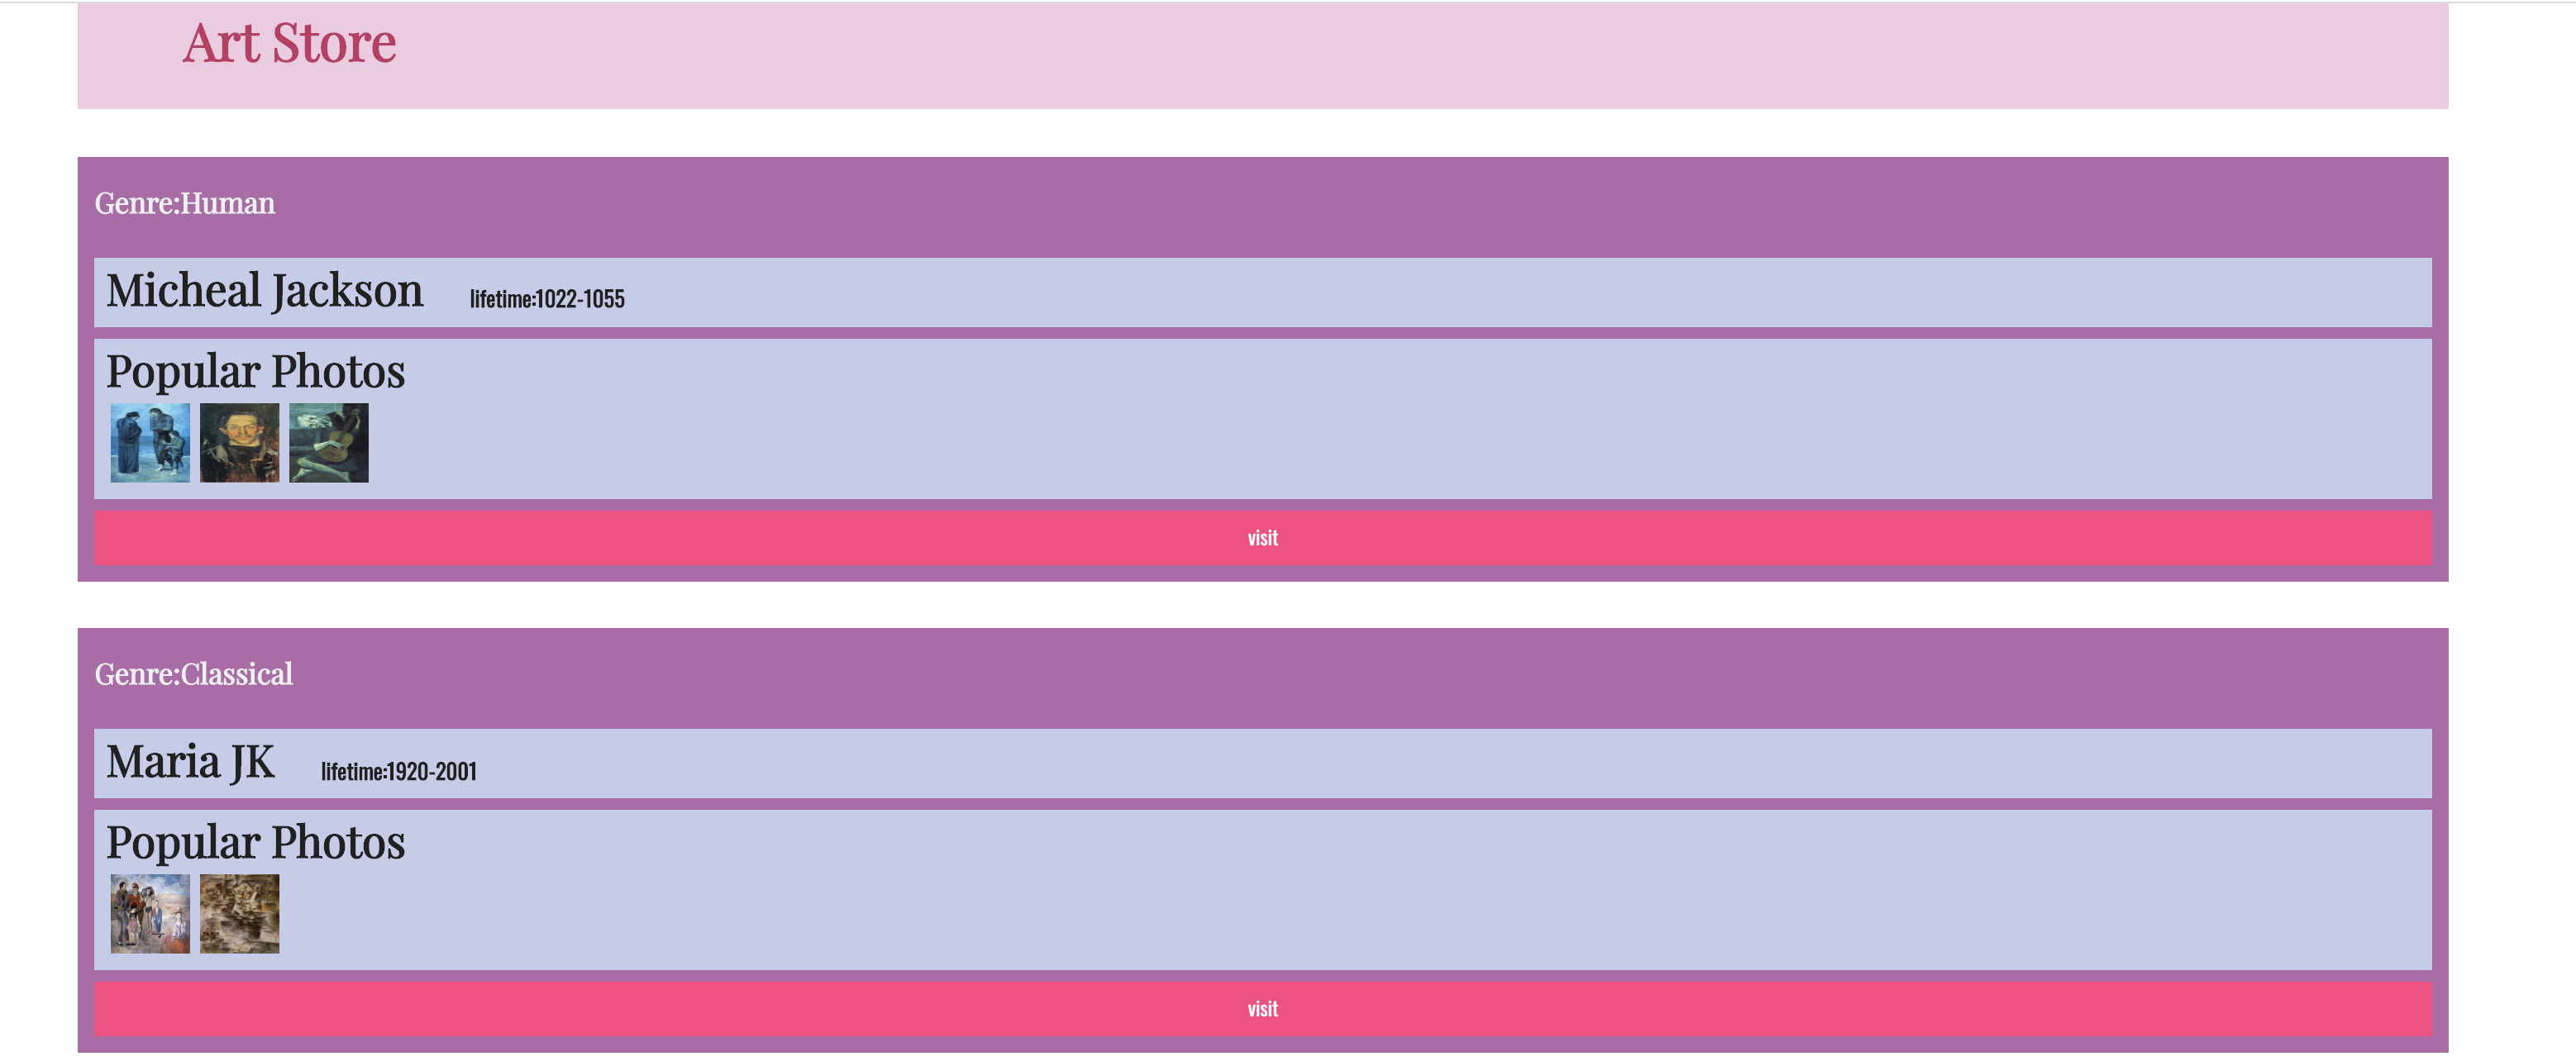 Art Store
Genre:Human
Micheal Jackson lifetime:1022-1055
Popular Photos
visit
Genre:Classical
Maria JK lifetime:1920-2001
Popular Photos
visit